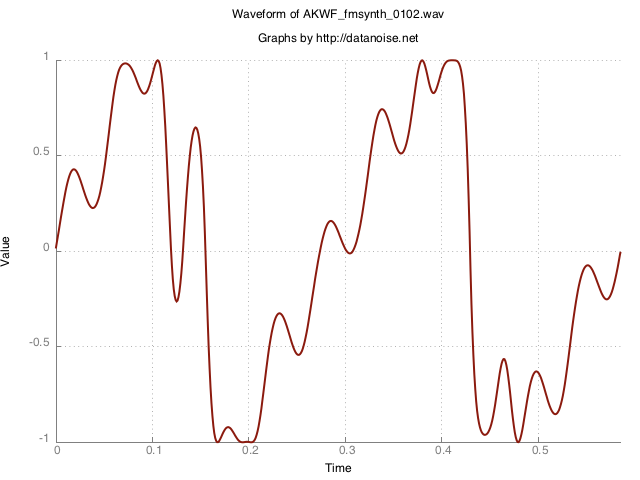 Waveform of AKWF_fmsynth_0102.wav
Graphs by http://datanoise.net
1
0.5
0
-0.5
-1
Value
0 0.1 0.2 0.3 0.4 0.5
Time